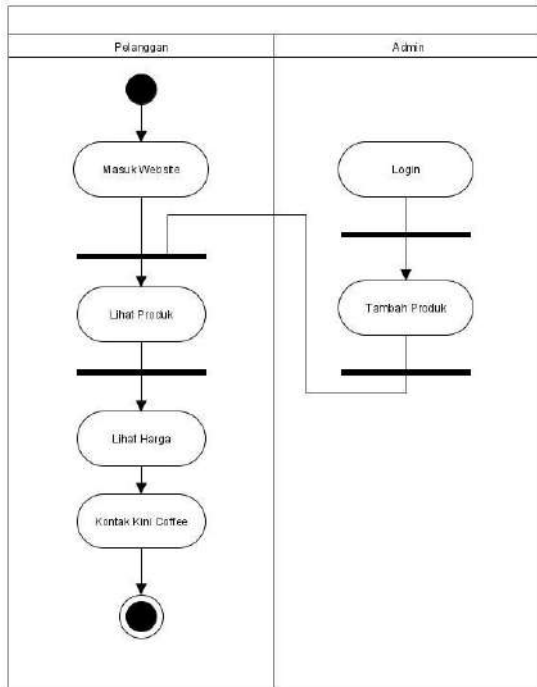 Pelanggan
Admin
Masuk Website
Login
Lihat Produk
Tambah Produk
Lihat Harga
Kontak Kini Coffee